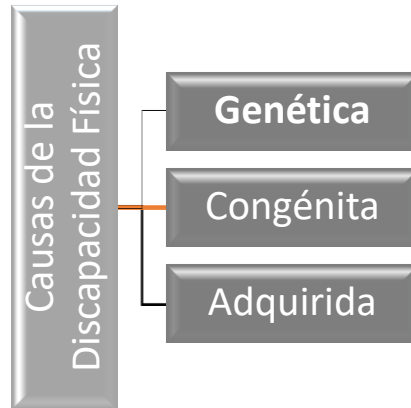 Causas de la
Discapacidad Física
Genética
Congénita
Adquirida